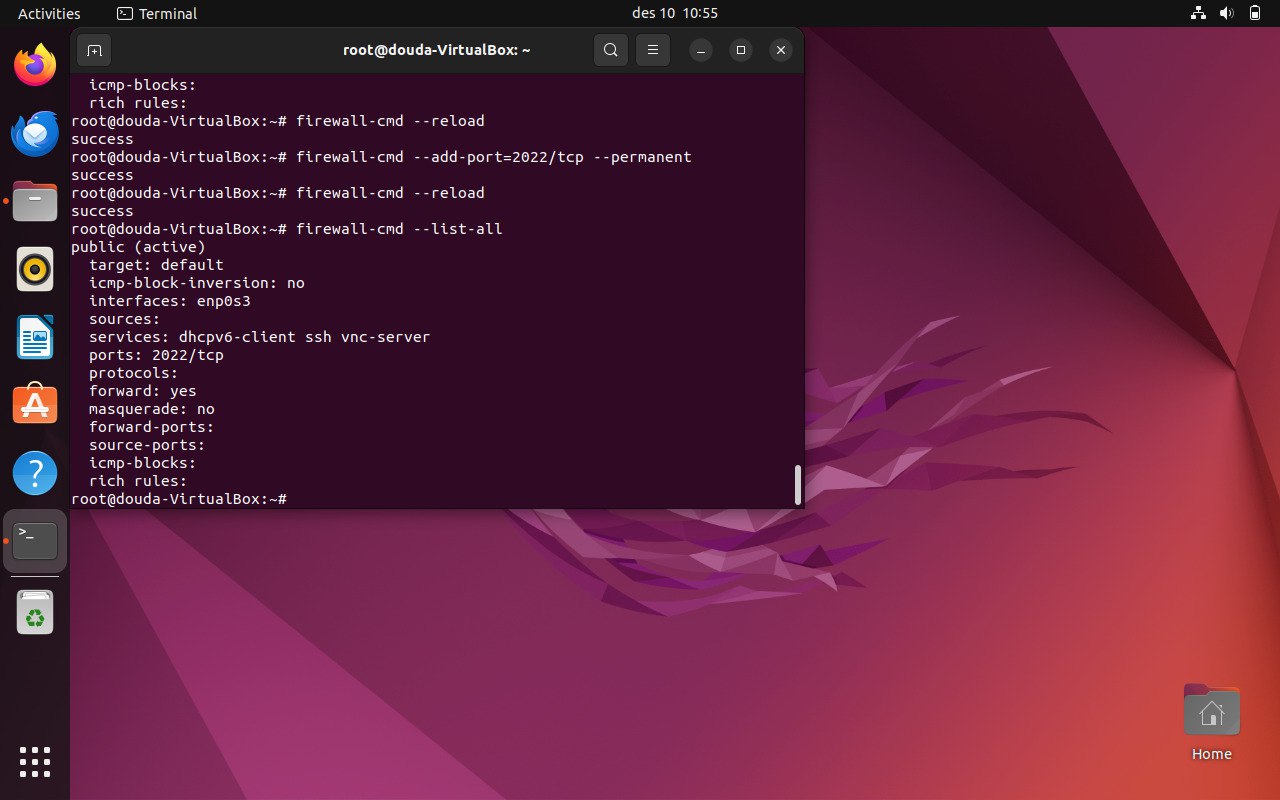 Activities
Terminal
des 10 10:55
root@douda-VirtualBox: ~
  icmp-blocks:
  rich rules:
root@douda-VirtualBox:~# firewall-cmd --reload
success
root@douda-VirtualBox:~# firewall-cmd --add-port=2022/tcp --permanent
success
root@douda-VirtualBox:~# firewall-cmd --reload
success
root@douda-VirtualBox:~# firewall-cmd --list-all
public (active)
  target: default
  icmp-block-inversion: no
  interfaces: enp0s3
  sources:
  services: dhcpv6-client ssh vnc-server
  ports: 2022/tcp
  protocols:
  forward: yes
  masquerade: no
  forward-ports:
  source-ports:
  icmp-blocks:
  rich rules:
root@douda-VirtualBox:~#
Home